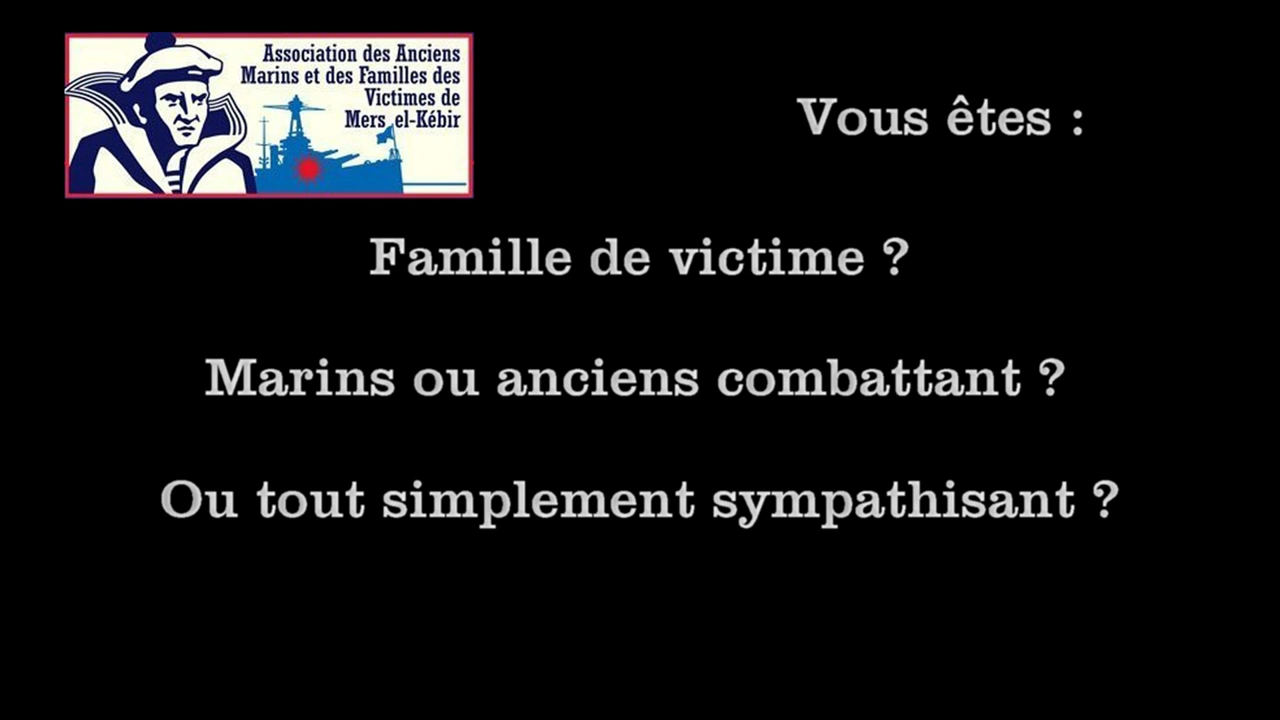 Association des Anciens
Marins et des Familles des
Victimes de
Mers el-Kébir
Vous êtes :
Famille de victime ?
Marins ou anciens combattant ?
Ou tout simplement sympathisant ?